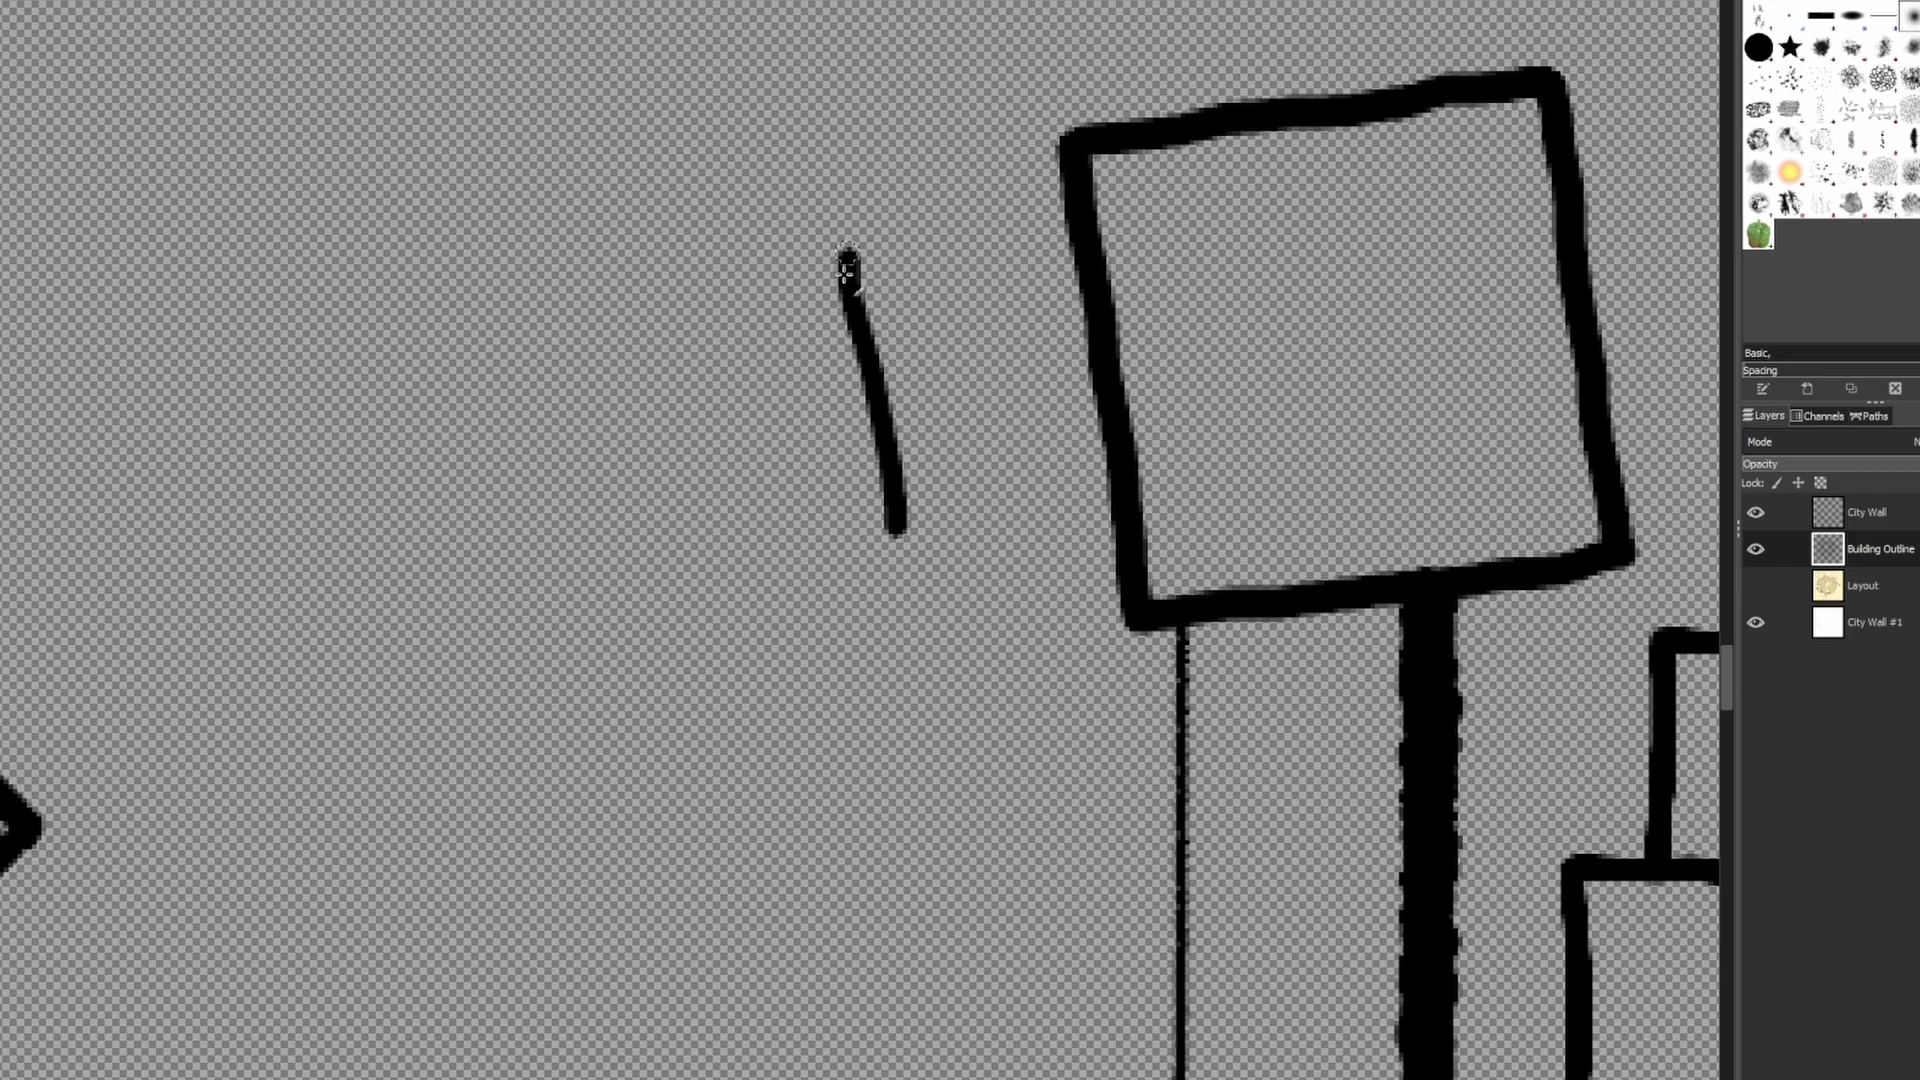 Basic,
Spacing
Layers Channels Paths
Mode N
Opacity
Lock:
City Wall
Building Outline
Layout
City Wall #1